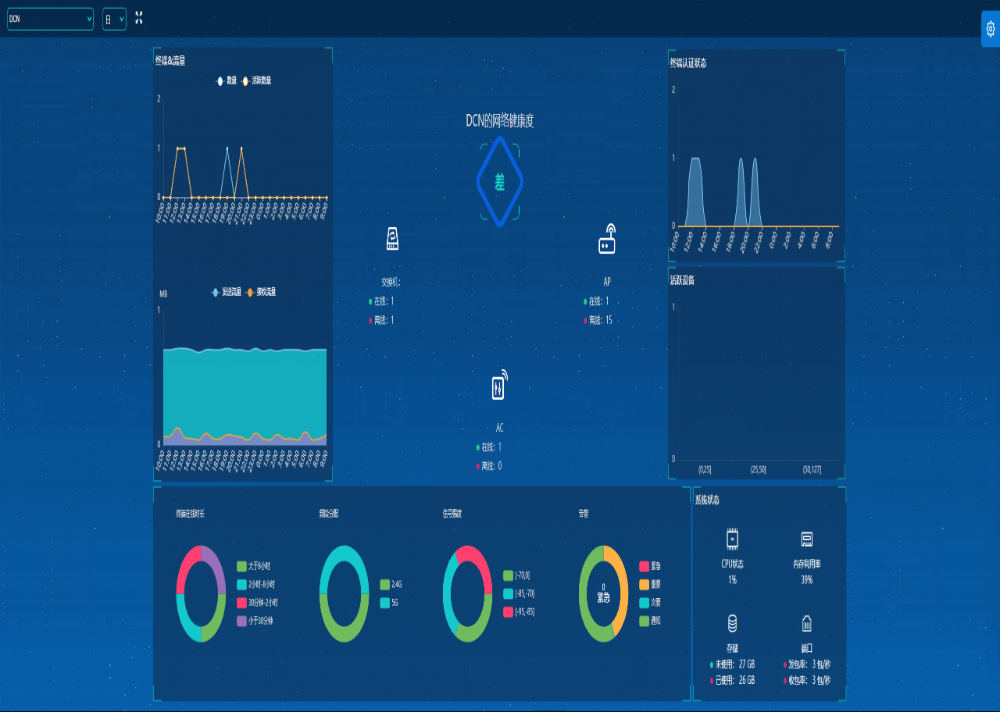 DCN
日
终端&流量
数量
活跃数量
2
1
0
10:00
11:00
12:00
13:00
14:00
15:00
16:00
17:00
18:00
19:00
20:00
21:00
22:00
23:00
0:00
1:00
2:00
3:00
4:00
5:00
6:00
7:00
8:00
9:00
MB
发送流量
接收流量
1
0
10:00
11:00
12:00
13:00
14:00
15:00
16:00
17:00
18:00
19:00
20:00
21:00
22:00
23:00
0:00
1:00
2:00
3:00
4:00
5:00
6:00
7:00
8:00
9:00
DCN的网络健康度
差
交换机:
在线: 1
离线: 1
AP
在线: 1
离线: 15
AC
在线: 1
离线: 0
终端认证状态
2
1
0
10:00
12:00
14:00
16:00
18:00
20:00
22:00
0:00
2:00
4:00
6:00
8:00
活跃设备
1
0
(0,25]
(25,50]
(50,127]
终端在线时长
大于8小时
2小时-8小时
30分钟-2小时
小于30分钟
频段分配
2.4G
5G
信号强度
[-70,0]
[-85,-70]
[-95,-85]
告警
0
紧急
紧急
重要
次要
通知
系统状态
CPU状态
1%
内存利用率
39%
存储
未使用: 27 GB
已使用: 26 GB
端口
发包率: 3 包/秒
收包率: 3 包/秒